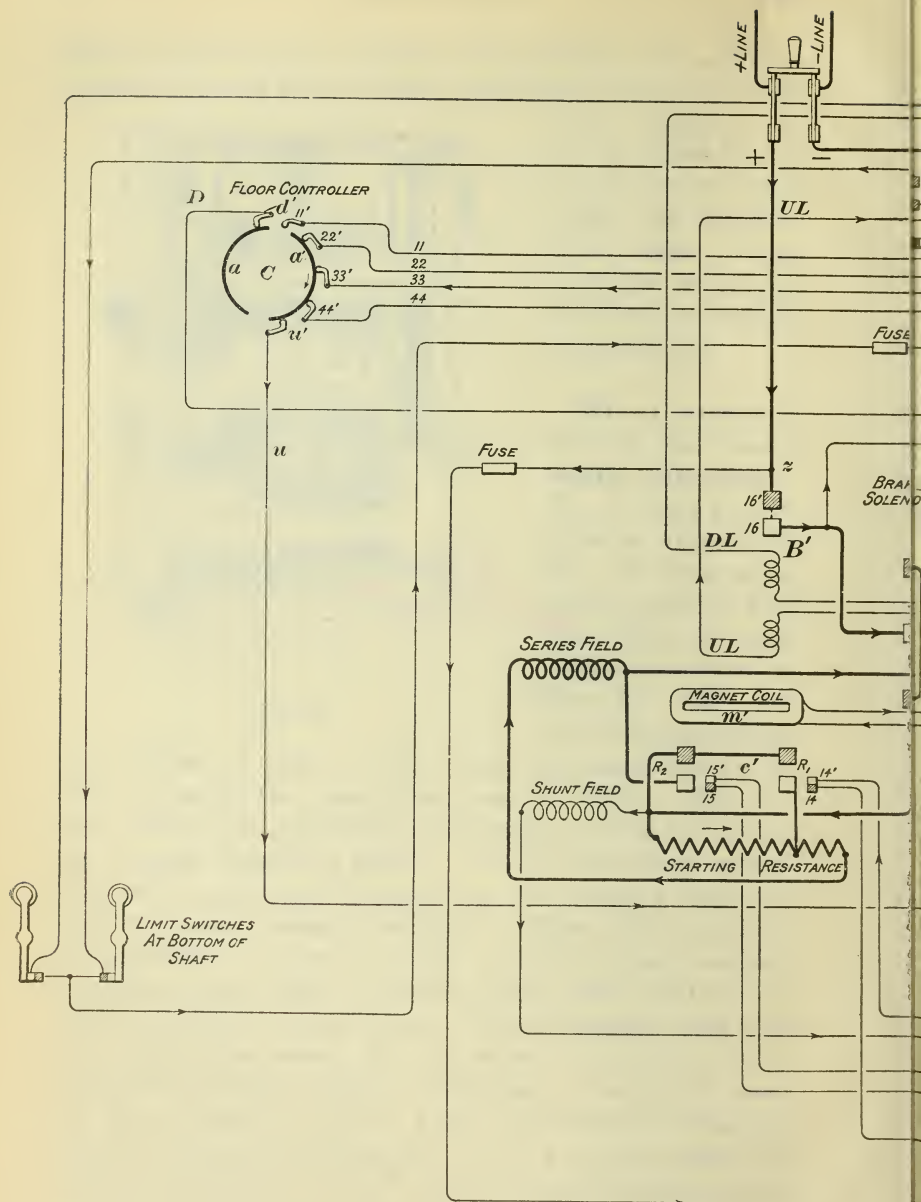 +LINE
-LINE
+
-
FLOOR CONTROLLER
D
d'
11'
UL
22'
a'
11
a
C
22
33'
33
44'
44
u'
FUSE
u
FUSE
z
16'
16
BRAK
SOLENO
DL
B'
UL
SERIES FIELD
MAGNET COIL
m'
R2
15'
c'
R1
14'
15
14
SHUNT FIELD
STARTING
RESISTANCE
LIMIT SWITCHES
AT BOTTOM OF
SHAFT